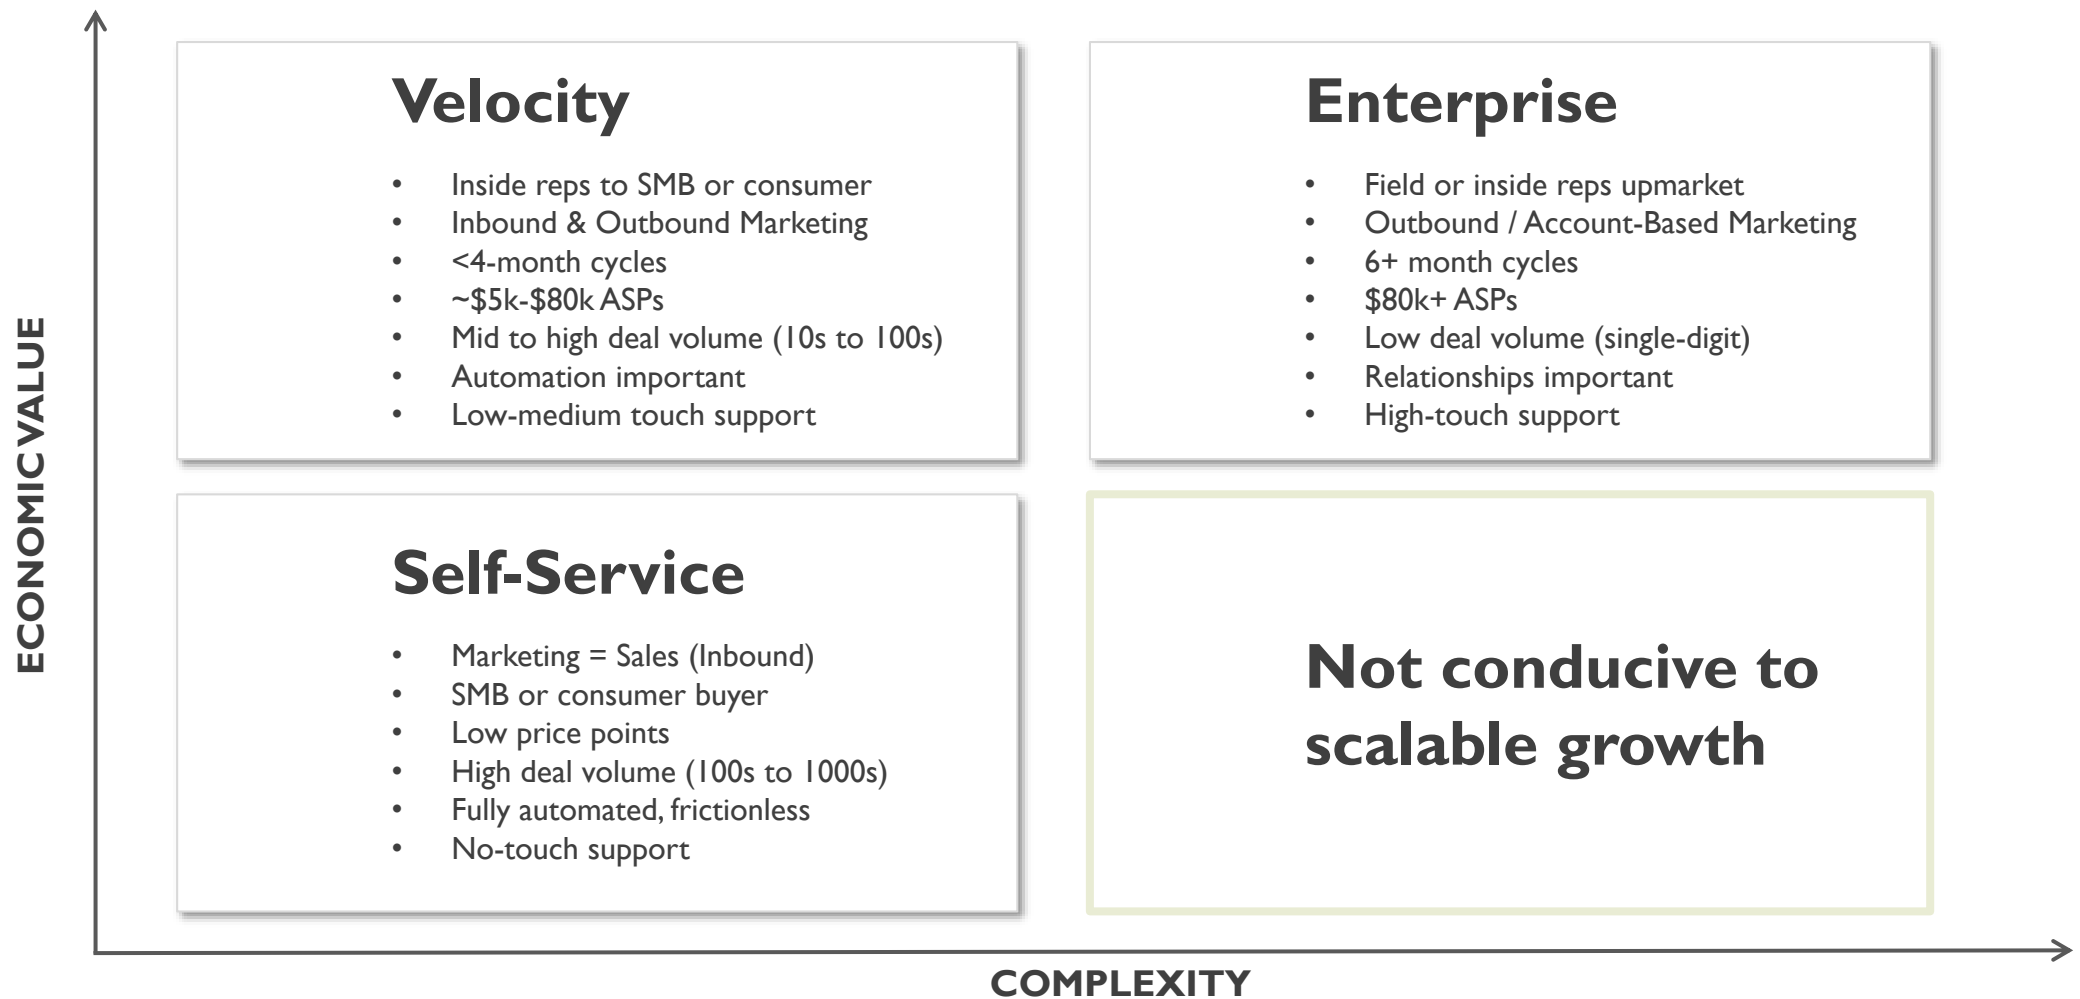 ECONOMIC VALUE
Velocity
• Inside reps to SMB or consumer
• Inbound & Outbound Marketing
• <4-month cycles
• ~$5k-$80k ASPs
• Mid to high deal volume (10s to 100s)
• Automation important
• Low-medium touch support
Enterprise
• Field or inside reps upmarket
• Outbound / Account-Based Marketing
• 6+ month cycles
• $80k+ ASPs
• Low deal volume (single-digit)
• Relationships important
• High-touch support
Self-Service
• Marketing = Sales (Inbound)
• SMB or consumer buyer
• Low price points
• High deal volume (100s to 1000s)
• Fully automated, frictionless
• No-touch support
Not conducive to
scalable growth
COMPLEXITY